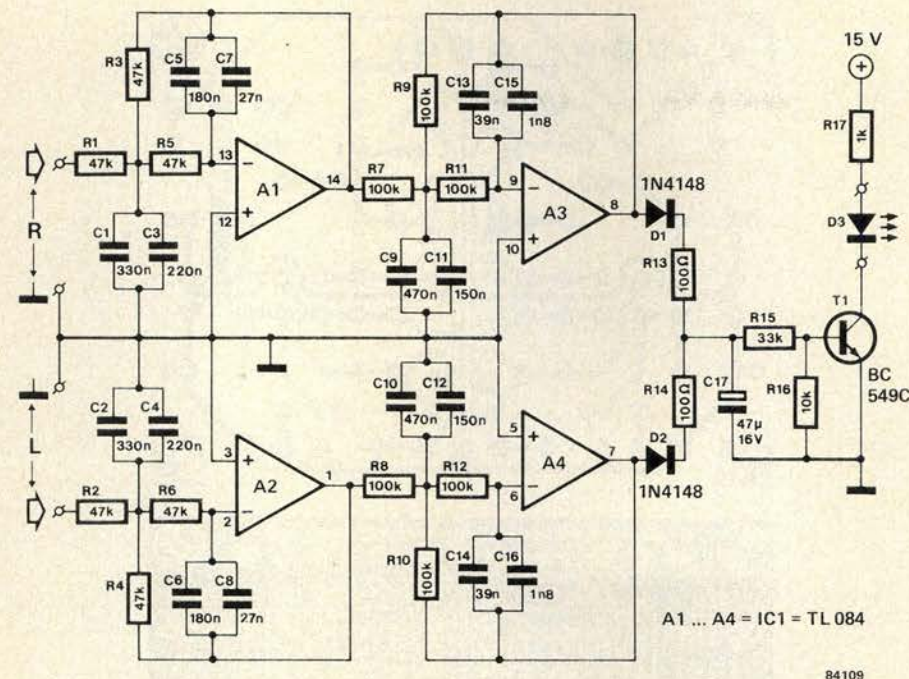 R3
47k
C5
180n
C7
27n
R1
47k
R5
47k
13
−
A1
+
12
14
C1
330n
C3
220n
R
R9
100k
C13
39n
C15
1n8
R7
100k
R11
100k
9
−
A3
+
10
8
1N4148
D1
R13
100Ω
C9
470n
C11
150n
15 V
+
R17
1k
D3
T1
BC
549C
R15
33k
R16
10k
C17
47µ
16V
R14
100Ω
D2
1N4148
L
C2
330n
C4
220n
R2
47k
R6
47k
3
+
A2
−
2
1
R4
47k
C6
180n
C8
27n
C10
470n
C12
150n
R8
100k
R12
100k
5
+
A4
−
6
7
R10
100k
C14
39n
C16
1n8
A1 ... A4 = IC1 = TL 084
84109